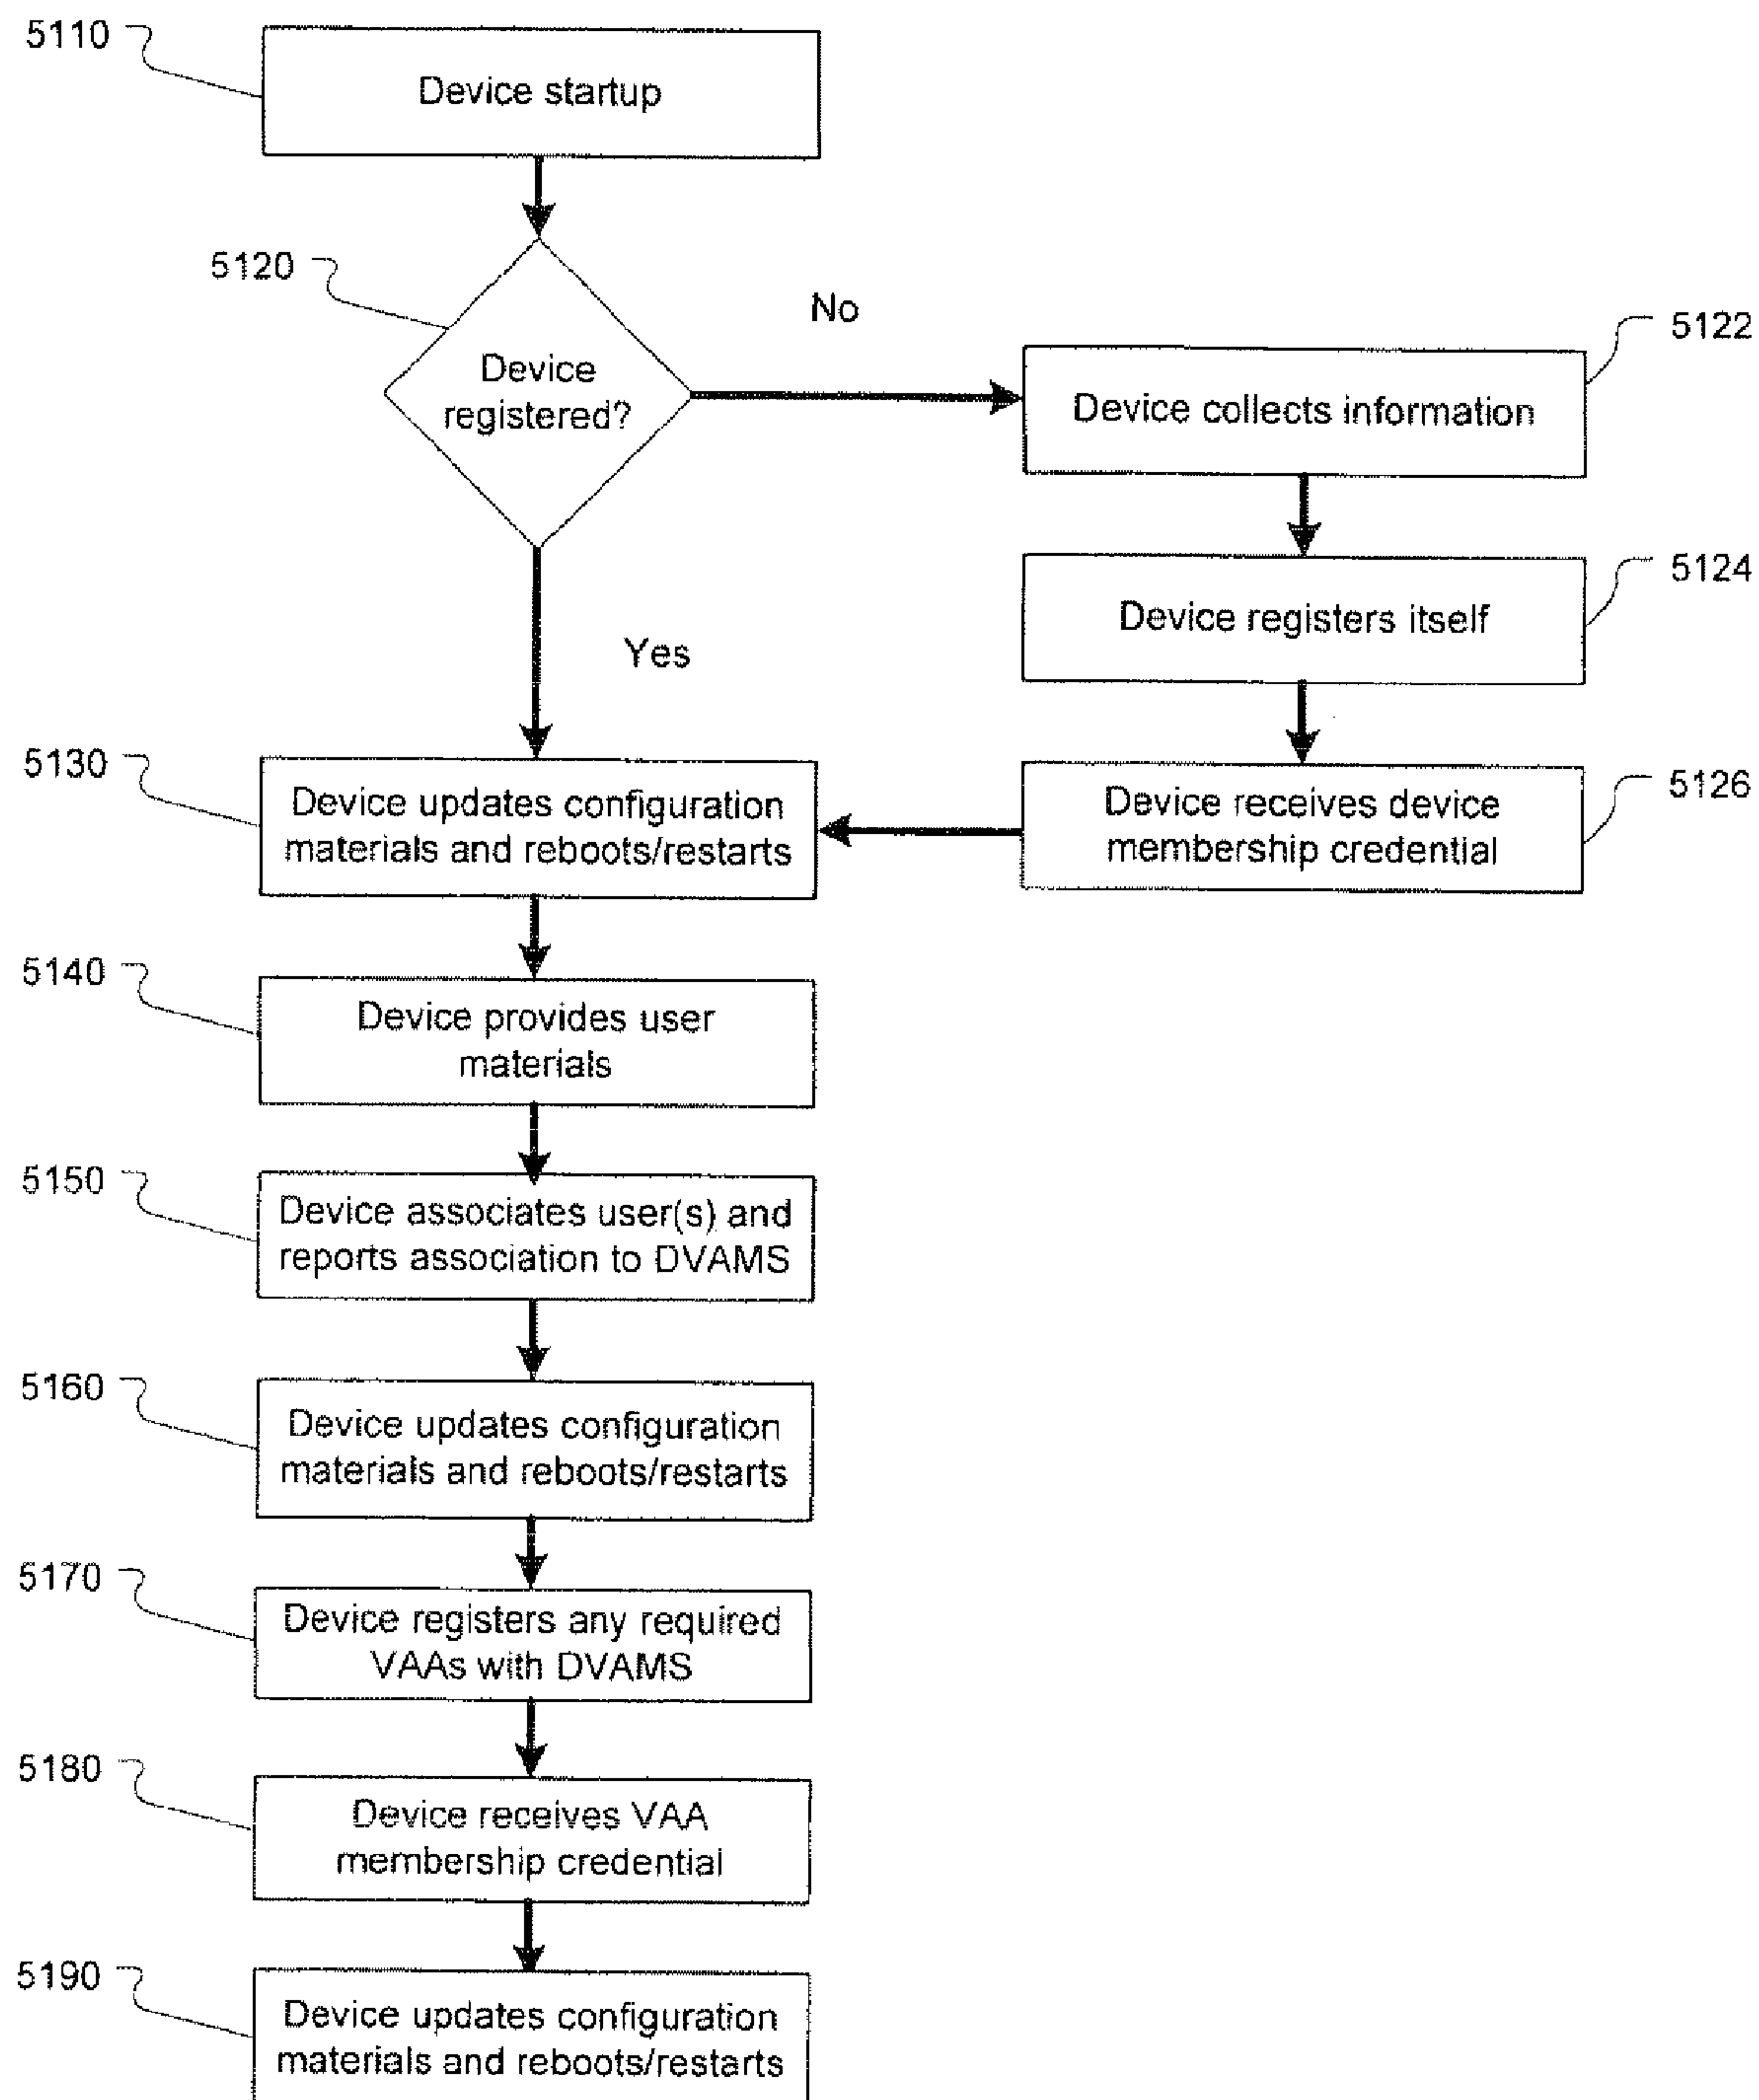 5110
Device startup
5120
Device
registered?
No
5122
Device collects information
5124
Device registers itself
Yes
5130
Device updates configuration
materials and reboots/restarts
5126
Device receives device
membership credential
5140
Device provides user
materials
5150
Device associates user(s) and
reports association to DVAMS
5160
Device updates configuration
materials and reboots/restarts
5170
Device registers any required
VAAs with DVAMS
5180
Device receives VAA
membership credential
5190
Device updates configuration
materials and reboots/restarts